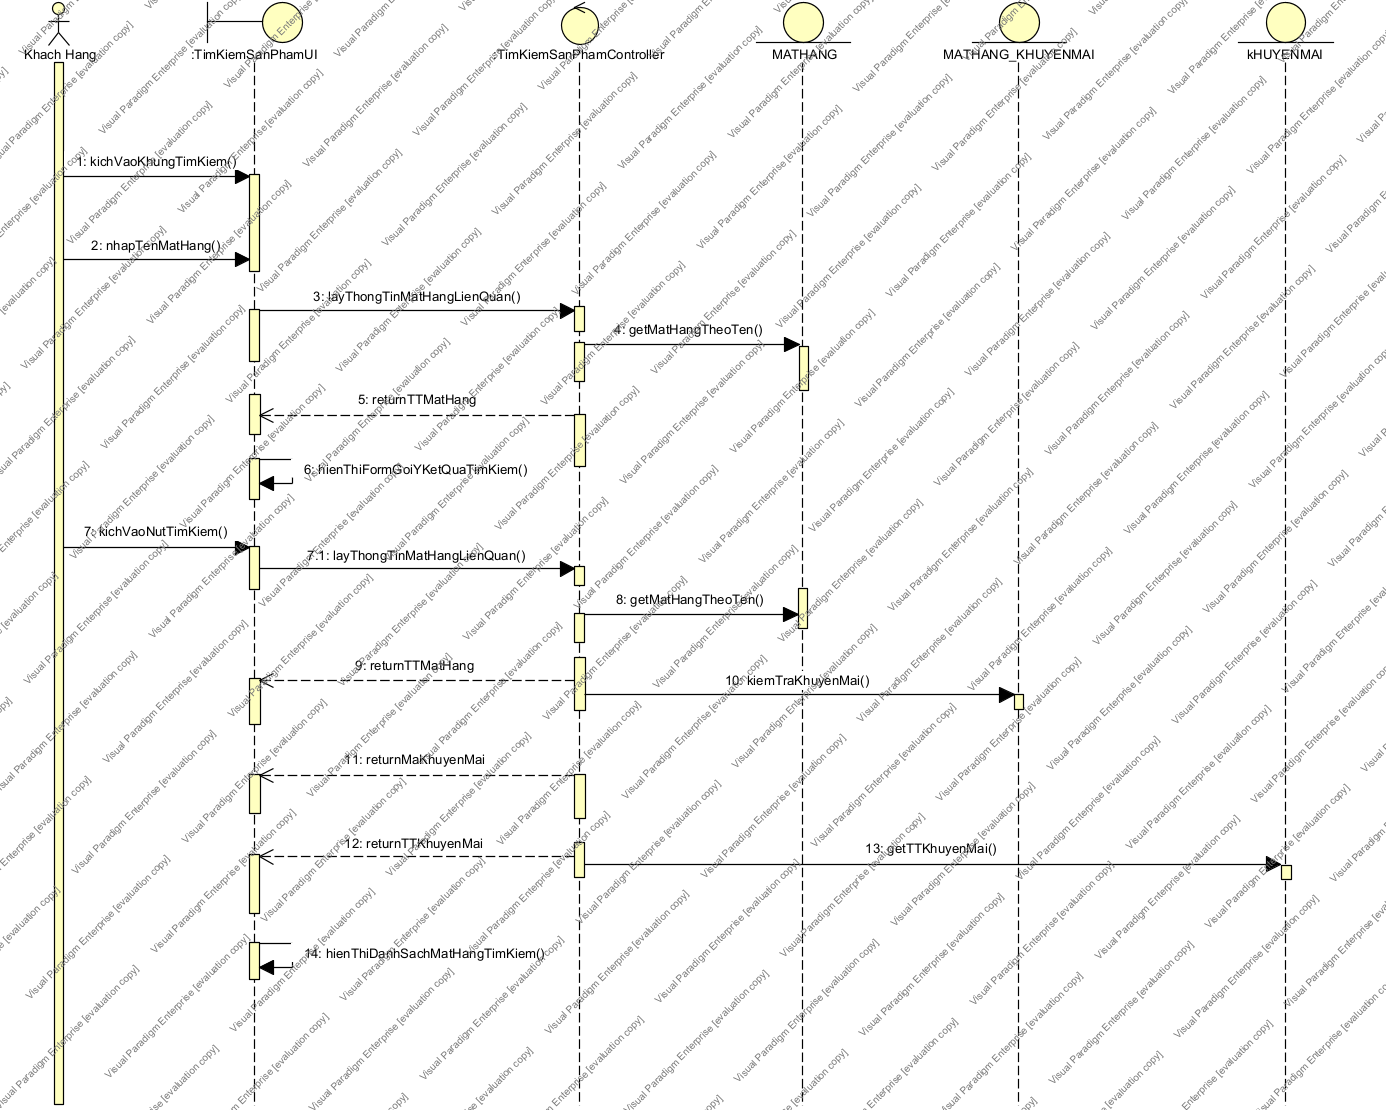 Khach Hang
:TimKiemSanPhamUI
:TimKiemSanPhamController
MATHANG
MATHANG_KHUYENMAI
kHUYENMAI
1: kichVaoKhungTimKiem()
2: nhapTenMatHang()
3: layThongTinMatHangLienQuan()
4: getMatHangTheoTen()
5: returnTTMatHang
6: hienThiFormGoiYKetQuaTimKiem()
7: kichVaoNutTimKiem()
7.1: layThongTinMatHangLienQuan()
8: getMatHangTheoTen()
9: returnTTMatHang
10: kiemTraKhuyenMai()
11: returnMaKhuyenMai
12: returnTTKhuyenMai
13: getTTKhuyenMai()
14: hienThiDanhSachMatHangTimKiem()
Visual Paradigm Enterprise [evaluation copy]